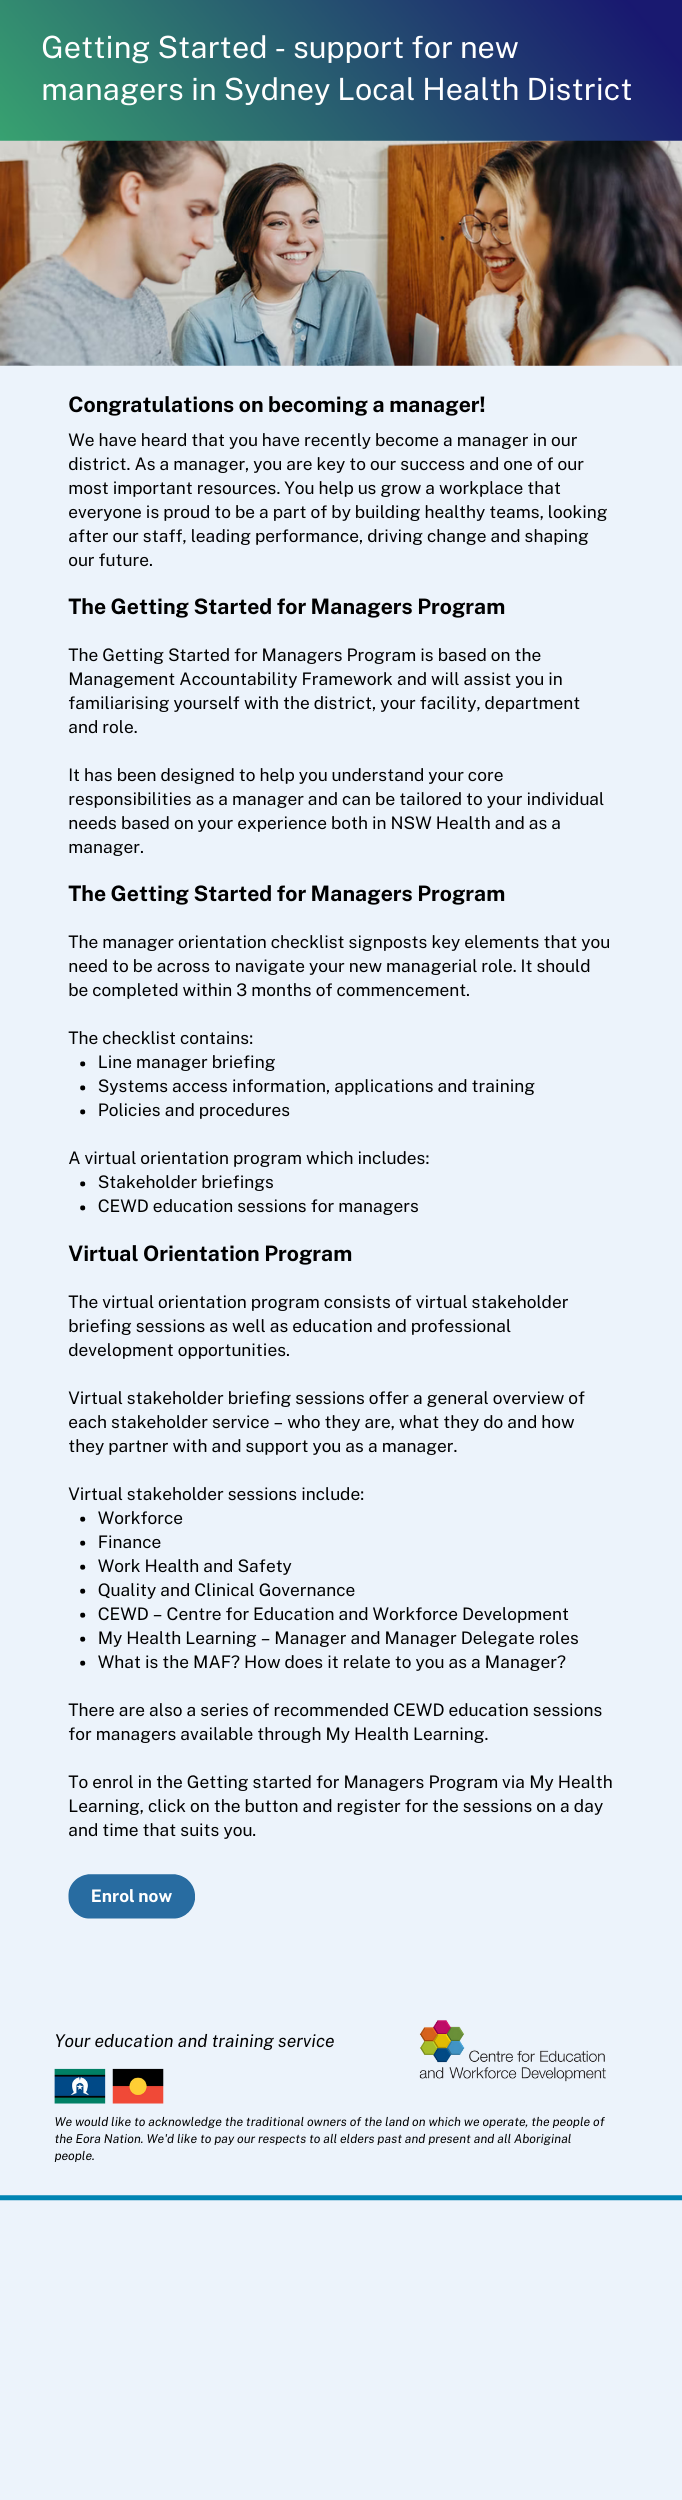 Getting Started - support for new
managers in Sydney Local Health District
Congratulations on becoming a manager!
We have heard that you have recently become a manager in our
district. As a manager, you are key to our success and one of our
most important resources. You help us grow a workplace that
everyone is proud to be a part of by building healthy teams, looking
after our staff, leading performance, driving change and shaping
our future.
The Getting Started for Managers Program
The Getting Started for Managers Program is based on the
Management Accountability Framework and will assist you in
familiarising yourself with the district, your facility, department
and role.
It has been designed to help you understand your core
responsibilities as a manager and can be tailored to your individual
needs based on your experience both in NSW Health and as a
manager.
The Getting Started for Managers Program
The manager orientation checklist signposts key elements that you
need to be across to navigate your new managerial role. It should
be completed within 3 months of commencement.
The checklist contains:
• Line manager briefing
• Systems access information, applications and training
• Policies and procedures
A virtual orientation program which includes:
• Stakeholder briefings
• CEWD education sessions for managers
Virtual Orientation Program
The virtual orientation program consists of virtual stakeholder
briefing sessions as well as education and professional
development opportunities.
Virtual stakeholder briefing sessions offer a general overview of
each stakeholder service – who they are, what they do and how
they partner with and support you as a manager.
Virtual stakeholder sessions include:
• Workforce
• Finance
• Work Health and Safety
• Quality and Clinical Governance
• CEWD – Centre for Education and Workforce Development
• My Health Learning – Manager and Manager Delegate roles
• What is the MAF? How does it relate to you as a Manager?
There are also a series of recommended CEWD education sessions
for managers available through My Health Learning.
To enrol in the Getting started for Managers Program via My Health
Learning, click on the button and register for the sessions on a day
and time that suits you.
Enrol now
Your education and training service
Centre for Education
and Workforce Development
We would like to acknowledge the traditional owners of the land on which we operate, the people of
the Eora Nation. We'd like to pay our respects to all elders past and present and all Aboriginal
people.